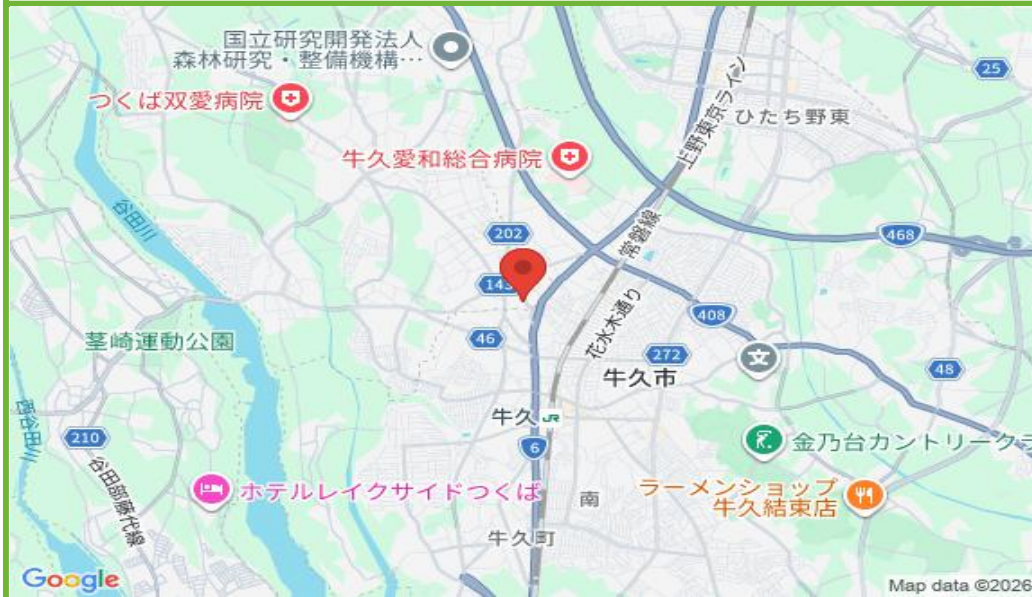 国立研究開発法人
森林研究・整備機構…
25
つくば双愛病院
上野東京ライン
ひたち野東
牛久愛和総合病院
谷田川
常磐線
202
468
143
花水木通り
408
茎崎運動公園
46
272
牛久市
48
牛久 JR
西谷田川
210
6
金乃台カントリークラ
谷田部藤代線
ホテルレイクサイドつくば
ラーメンショップ
牛久結束店
南
牛久町
Google
Map data ©2026